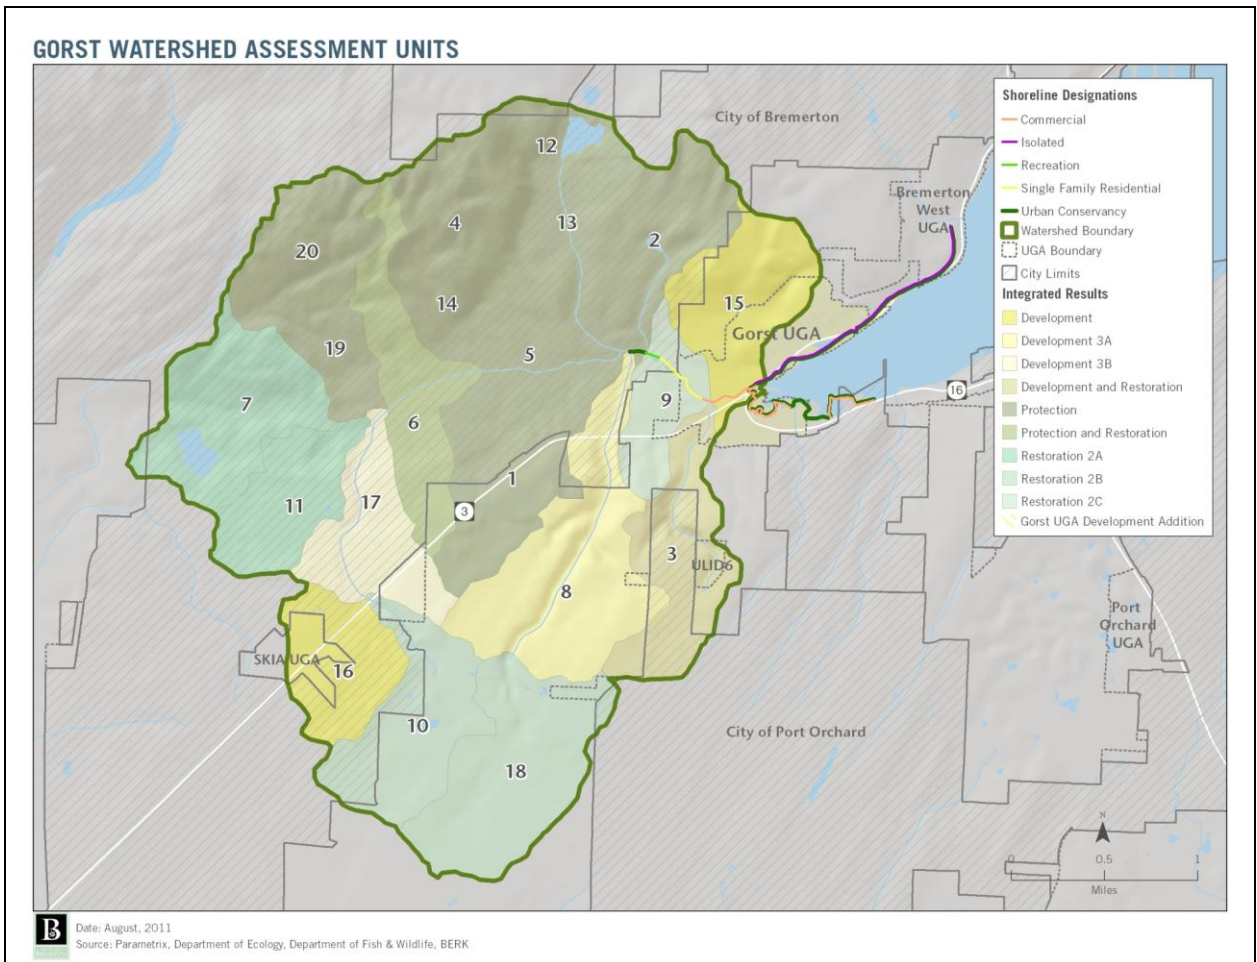 GORST WATERSHED ASSESSMENT UNITS
City of Bremerton
Bremerton
West
UGA
12
4
13
2
20
14
15
Gorst UGA
19
5
7
6
9
16
1
17
3
11
8
3
ULID6
SKIA UGA
16
10
18
City of Port Orchard
Port
Orchard
UGA
Shoreline Designations
Commercial
Isolated
Recreation
Single Family Residential
Urban Conservancy
Watershed Boundary
UGA Boundary
City Limits
Integrated Results
Development
Development 3A
Development 3B
Development and Restoration
Protection
Protection and Restoration
Restoration 2A
Restoration 2B
Restoration 2C
Gorst UGA Development Addition
N
0 0.5 1
Miles
B
Date: August, 2011
Source: Parametrix, Department of Ecology, Department of Fish & Wildlife, BERK